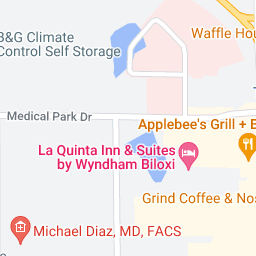 B&G Climate
Control Self Storage
Waffle Hou
Medical Park Dr
Applebee's Grill + B
La Quinta Inn & Suites
by Wyndham Biloxi
Grind Coffee & Nos
Michael Diaz, MD, FACS